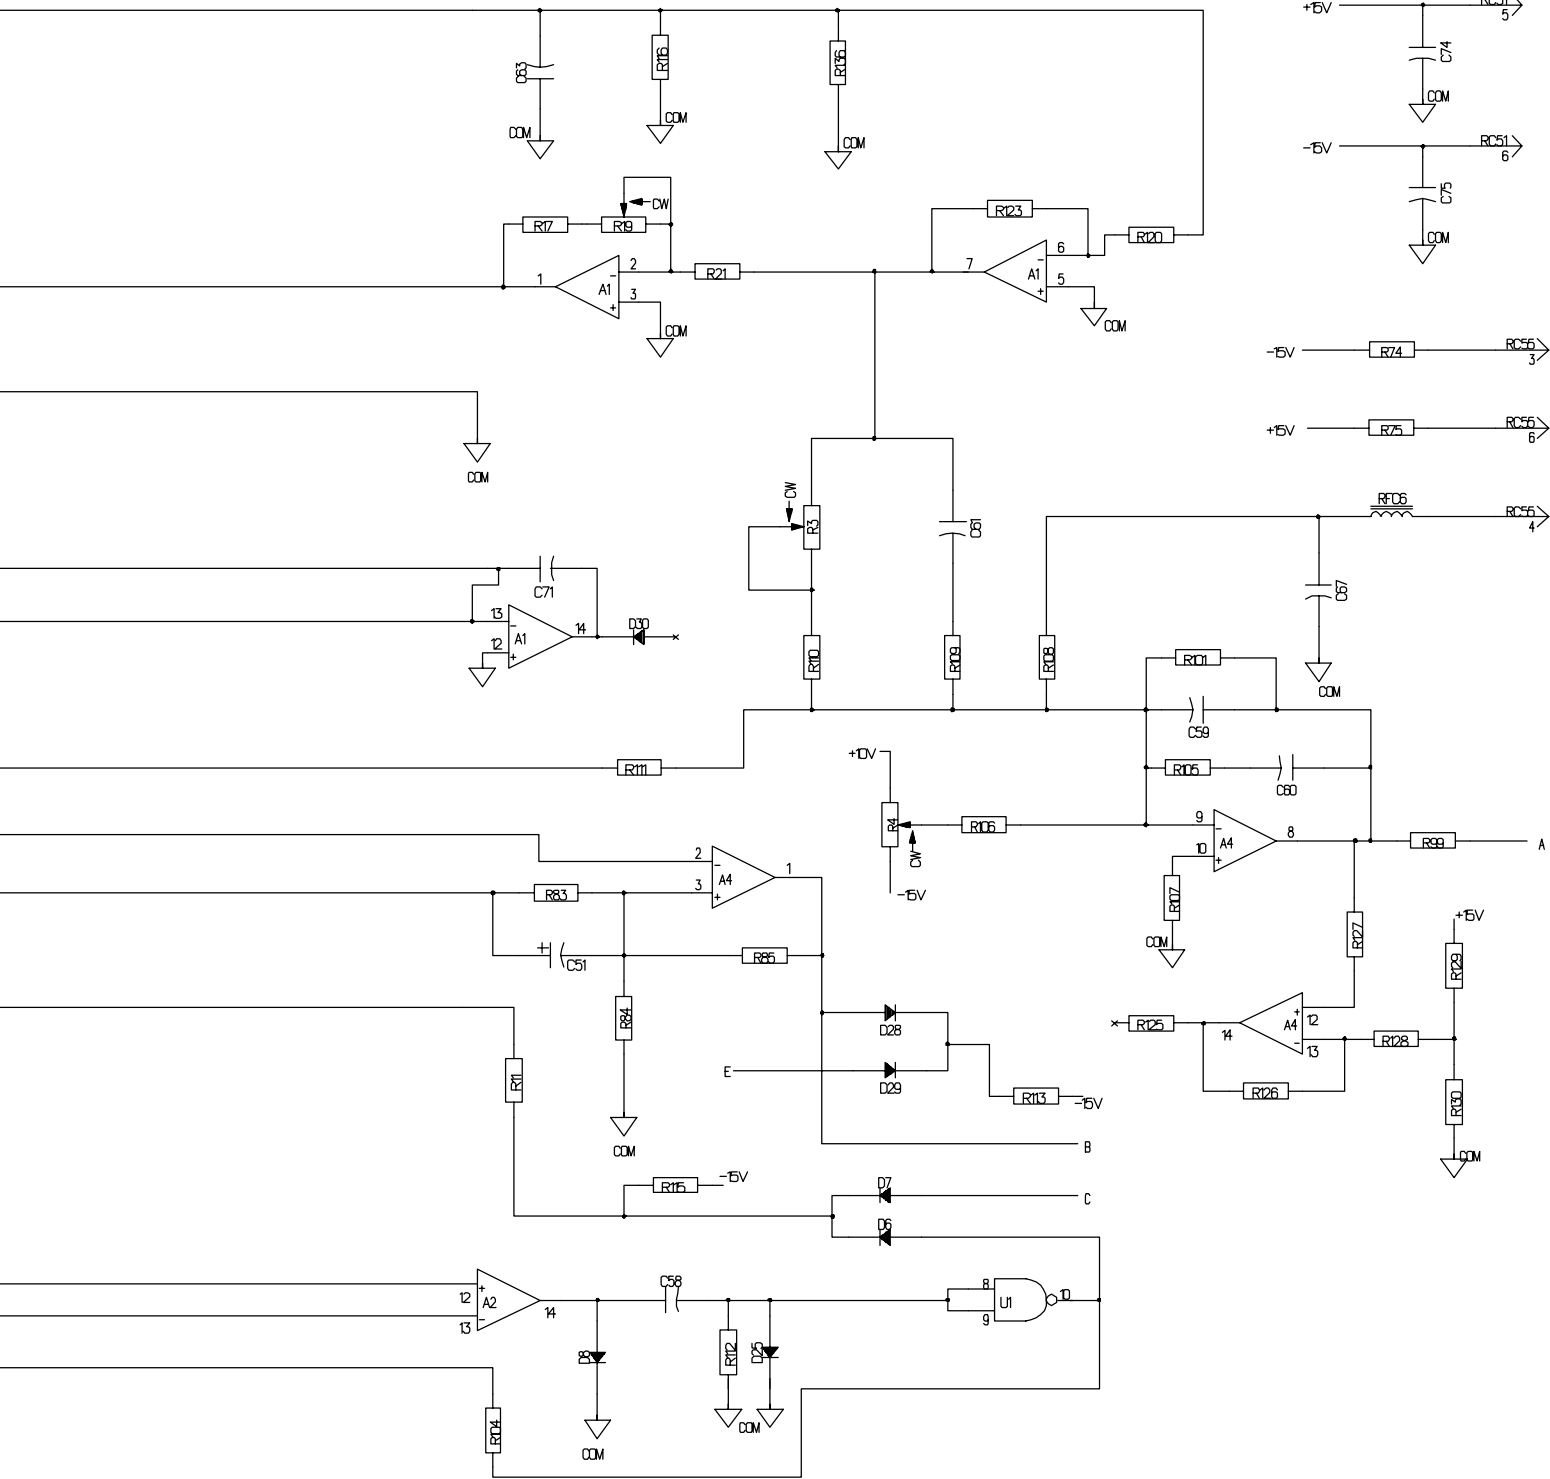 +15V
RC51
5
C74
COM
-15V
RC51
6
C75
COM
C63
COM
R116
COM
R136
COM
CW
R17
R19
1
A1
-
+
2
3
COM
R21
R123
R120
7
A1
-
+
6
5
COM
-15V
R74
RC55
3
+15V
R75
RC55
6
COM
CW
R3
C61
RFC6
RC55
4
C67
COM
C71
13
12
-
+
A1
14
D30
R110
R109
R108
R101
C59
R111
+10V
R4
CW
-15V
R106
R105
C60
9
10
-
+
A4
8
R99
A
R107
COM
2
3
-
+
A4
1
R83
+
C51
R85
R84
COM
R127
+15V
R129
R125
14
A4
+
-
12
13
R128
R126
R130
COM
D28
E
D29
R113
-15V
R11
B
R115
-15V
D7
C
D6
12
13
+
-
A2
14
C58
D8
COM
R112
D25
COM
8
9
U1
10
R104